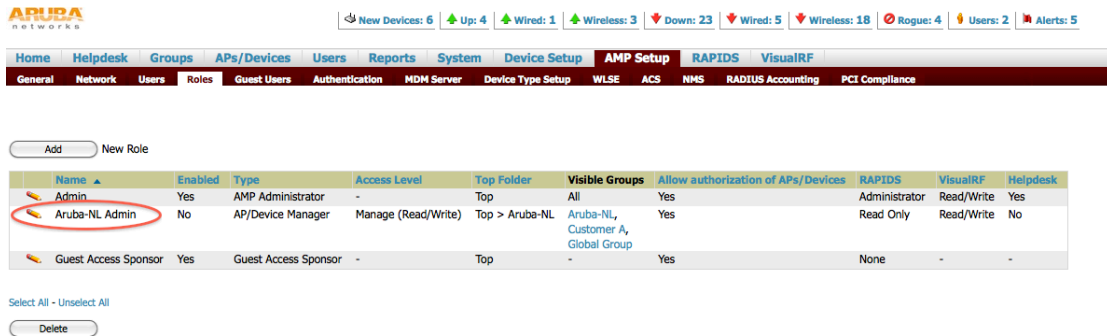 ARUBA
networks
New Devices: 6 Up: 4 Wired: 1 Wireless: 3 Down: 23 Wired: 5 Wireless: 18 Rogue: 4 Users: 2 Alerts: 5
Home Helpdesk Groups APs/Devices Users Reports System Device Setup AMP Setup RAPIDS VisualRF
General Network Users Roles Guest Users Authentication MDM Server Device Type Setup WLSE ACS NMS RADIUS Accounting PCI Compliance
Add New Role
Name Enabled Type Access Level Top Folder Visible Groups Allow authorization of APs/Devices RAPIDS VisualRF Helpdesk
Admin Yes AMP Administrator - Top All Yes Administrator Read/Write Yes
Aruba-NL Admin No AP/Device Manager Manage (Read/Write) Top > Aruba-NL Aruba-NL, Yes Read Only Read/Write No
Customer A,
Global Group
Guest Access Sponsor Yes Guest Access Sponsor - Top - Yes None - -
Select All - Unselect All
Delete